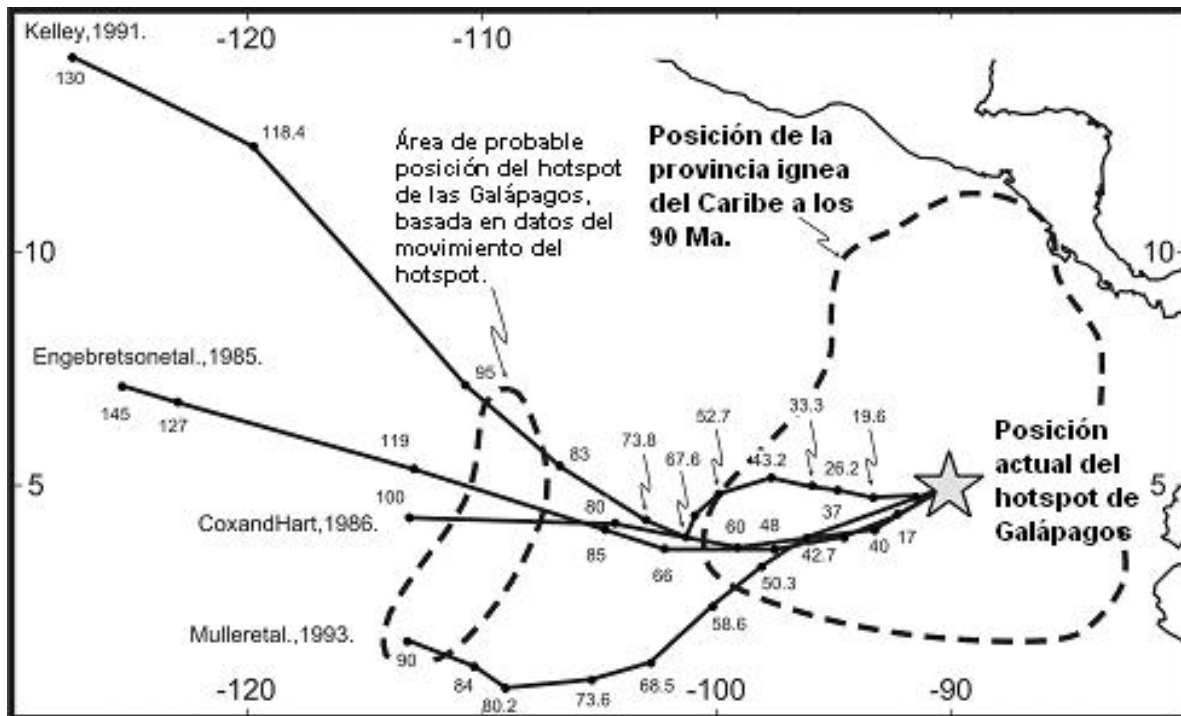 Kelley,1991.
-120
-110
130
118.4
Área de probable
posición del hotspot
de las Galápagos,
basada en datos del
movimiento del
hotspot.
Posición de la
provincia ignea
del Caribe a los
90 Ma.
10
10
Engebretsonetal.,1985.
145
127
119
95
83
73.8
67.6
52.7
43.2
33.3
26.2
19.6
Posición
actual del
hotspot de
Galápagos
5
5
100
CoxandHart,1986.
80
85
66
60
48
37
42.7
40
17
50.3
58.6
Mulleretal.,1993.
90
84
80.2
73.6
68.5
-120
-100
-90